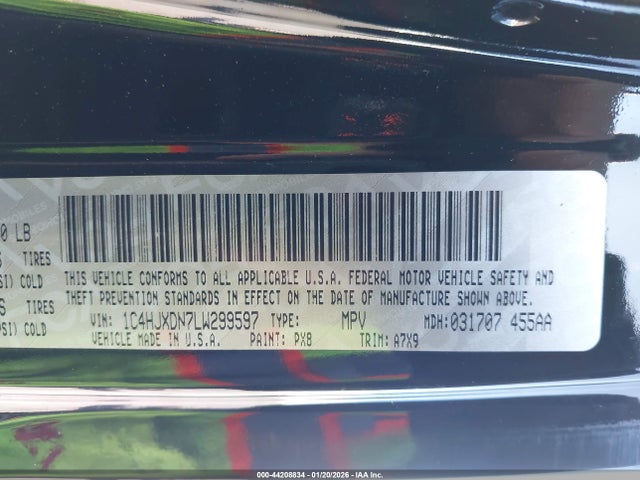 0 LB
TIRES
SI) COLD
S TIRES
PSI) COLD
THIS VEHICLE CONFORMS TO ALL APPLICABLE U.S.A. FEDERAL MOTOR VEHICLE SAFETY AND
THEFT PREVENTION STANDARDS IN EFFECT ON THE DATE OF MANUFACTURE SHOWN ABOVE.
VIN: 1C4HJXDN7LW299597 TYPE: MPV MDH: 031707 455AA
VEHICLE MADE IN U.S.A. PAINT: PX8 TRIM: A7X9
000-44208834 - 01/20/2026 - IAA Inc.